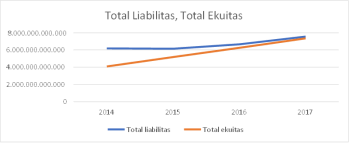 Total Liabilitas, Total Ekuitas
8.000.000.000.000
6.000.000.000.000
4.000.000.000.000
2.000.000.000.000
0
2014 2015 2016 2017
Total liabilitas Total ekuitas